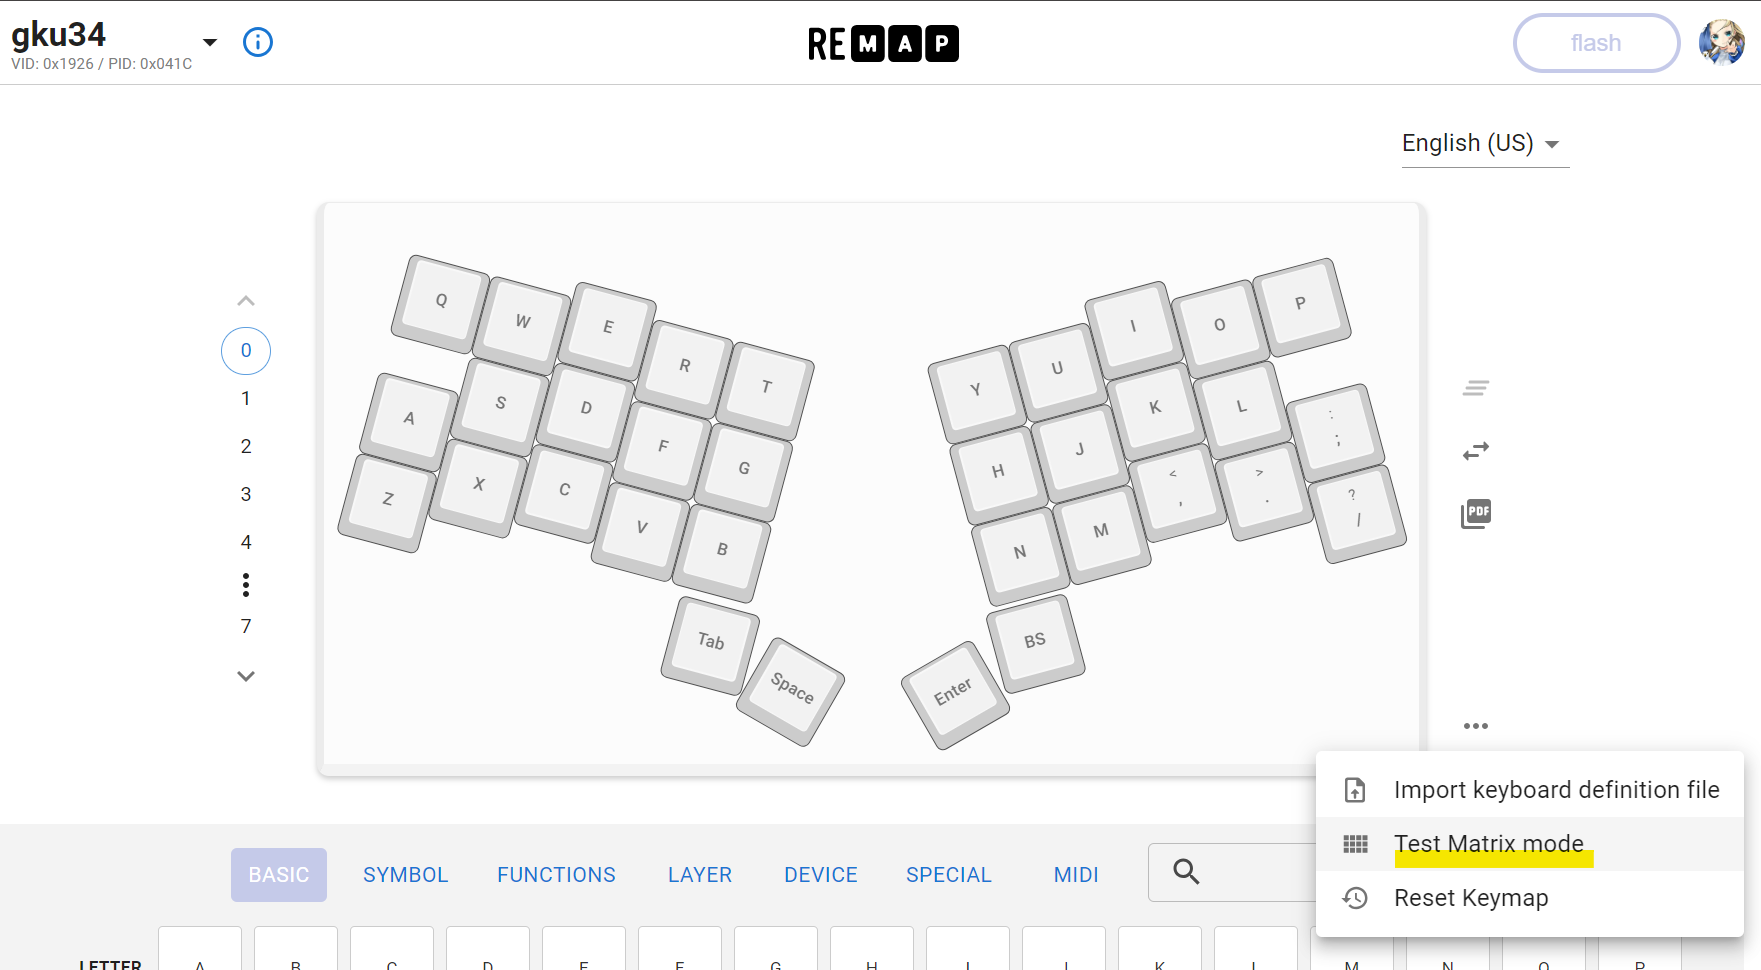 gku34
VID: 0x1926 / PID: 0x041C
REMAP
flash
English (US)
0
1
2
3
4
7
Q W E R T
Y U I O P
A S D F G
H J K L : ;
Z X C V B
N M < , > . ? /
Tab Space
Enter BS
PDF
Import keyboard definition file
Test Matrix mode
Reset Keymap
BASIC SYMBOL FUNCTIONS LAYER DEVICE SPECIAL MIDI
LETTER A B C D E F G H I J K L M N O P